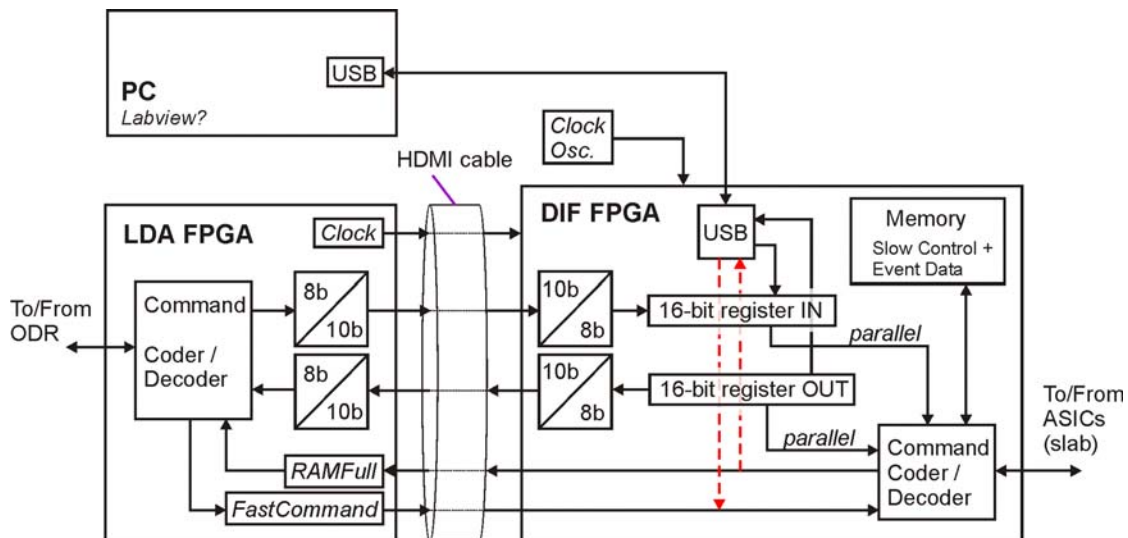 USB
PC
Labview?
Clock
Osc.
HDMI cable
LDA FPGA
Clock
DIF FPGA
USB
Memory
Slow Control +
Event Data
To/From
ODR
Command
Coder /
Decoder
8b
10b
10b
8b
16-bit register IN
parallel
8b
10b
10b
8b
16-bit register OUT
parallel
To/From
ASICs
(slab)
Command
Coder /
Decoder
RAMFull
FastCommand